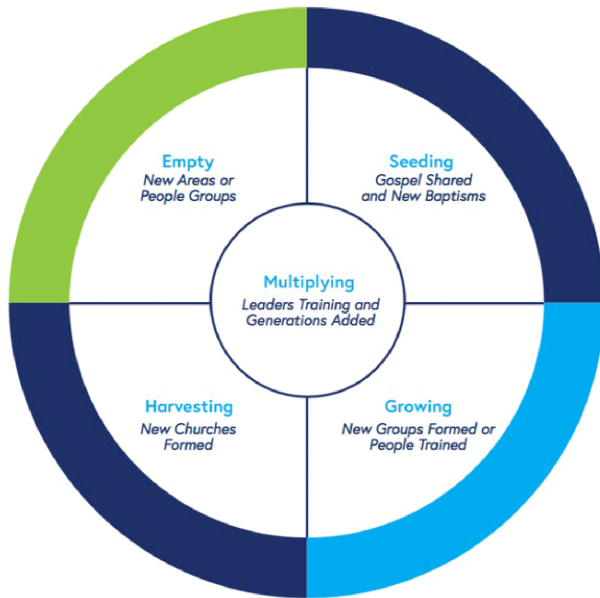 Empty
New Areas or
People Groups
Seeding
Gospel Shared
and New Baptisms
Multiplying
Leaders Training and
Generations Added
Harvesting
New Churches
Formed
Growing
New Groups Formed or
People Trained